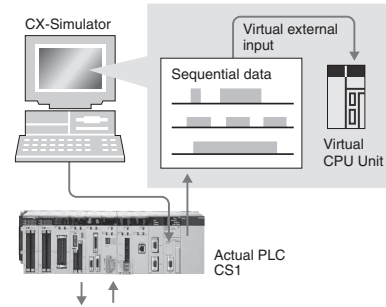 CX-Simulator
Virtual external
input
Sequential data
Virtual
CPU Unit
Actual PLC
CS1